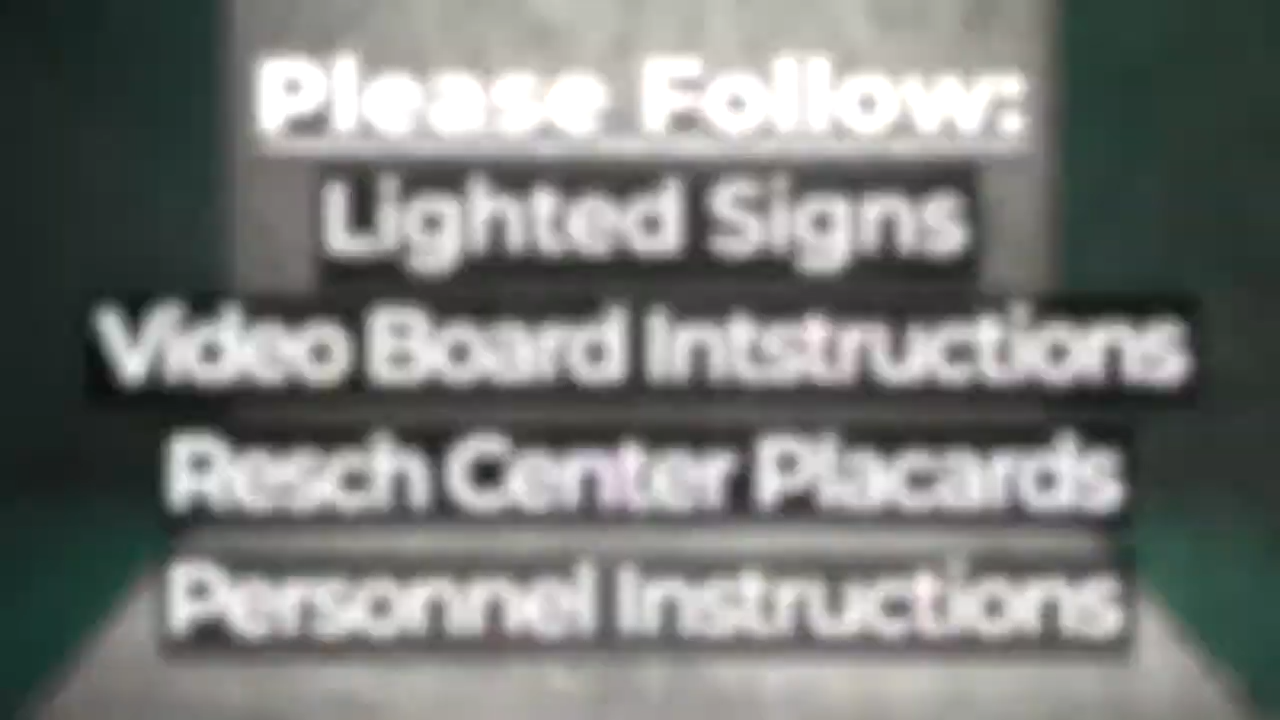 Please Follow:
Lighted Signs
Video Board Intstructions
Resch Center Placards
Personnel Instructions